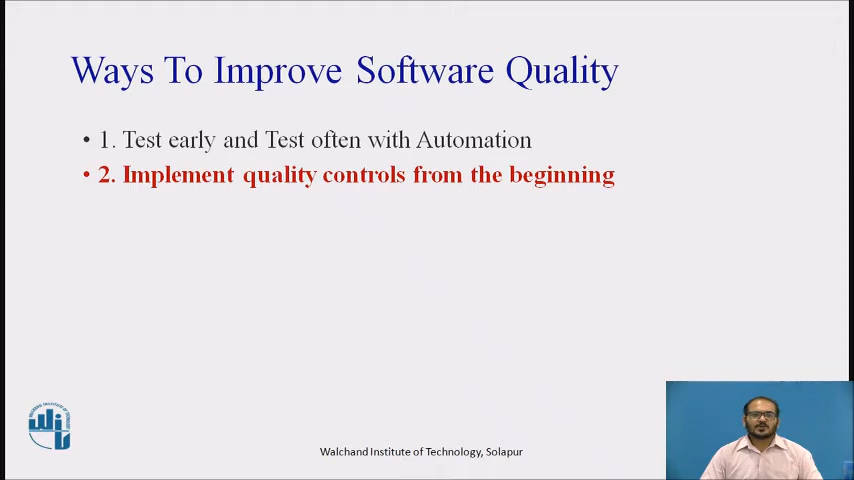 Ways To Improve Software Quality
• 1. Test early and Test often with Automation
• 2. Implement quality controls from the beginning
Walchand Institute of Technology, Solapur